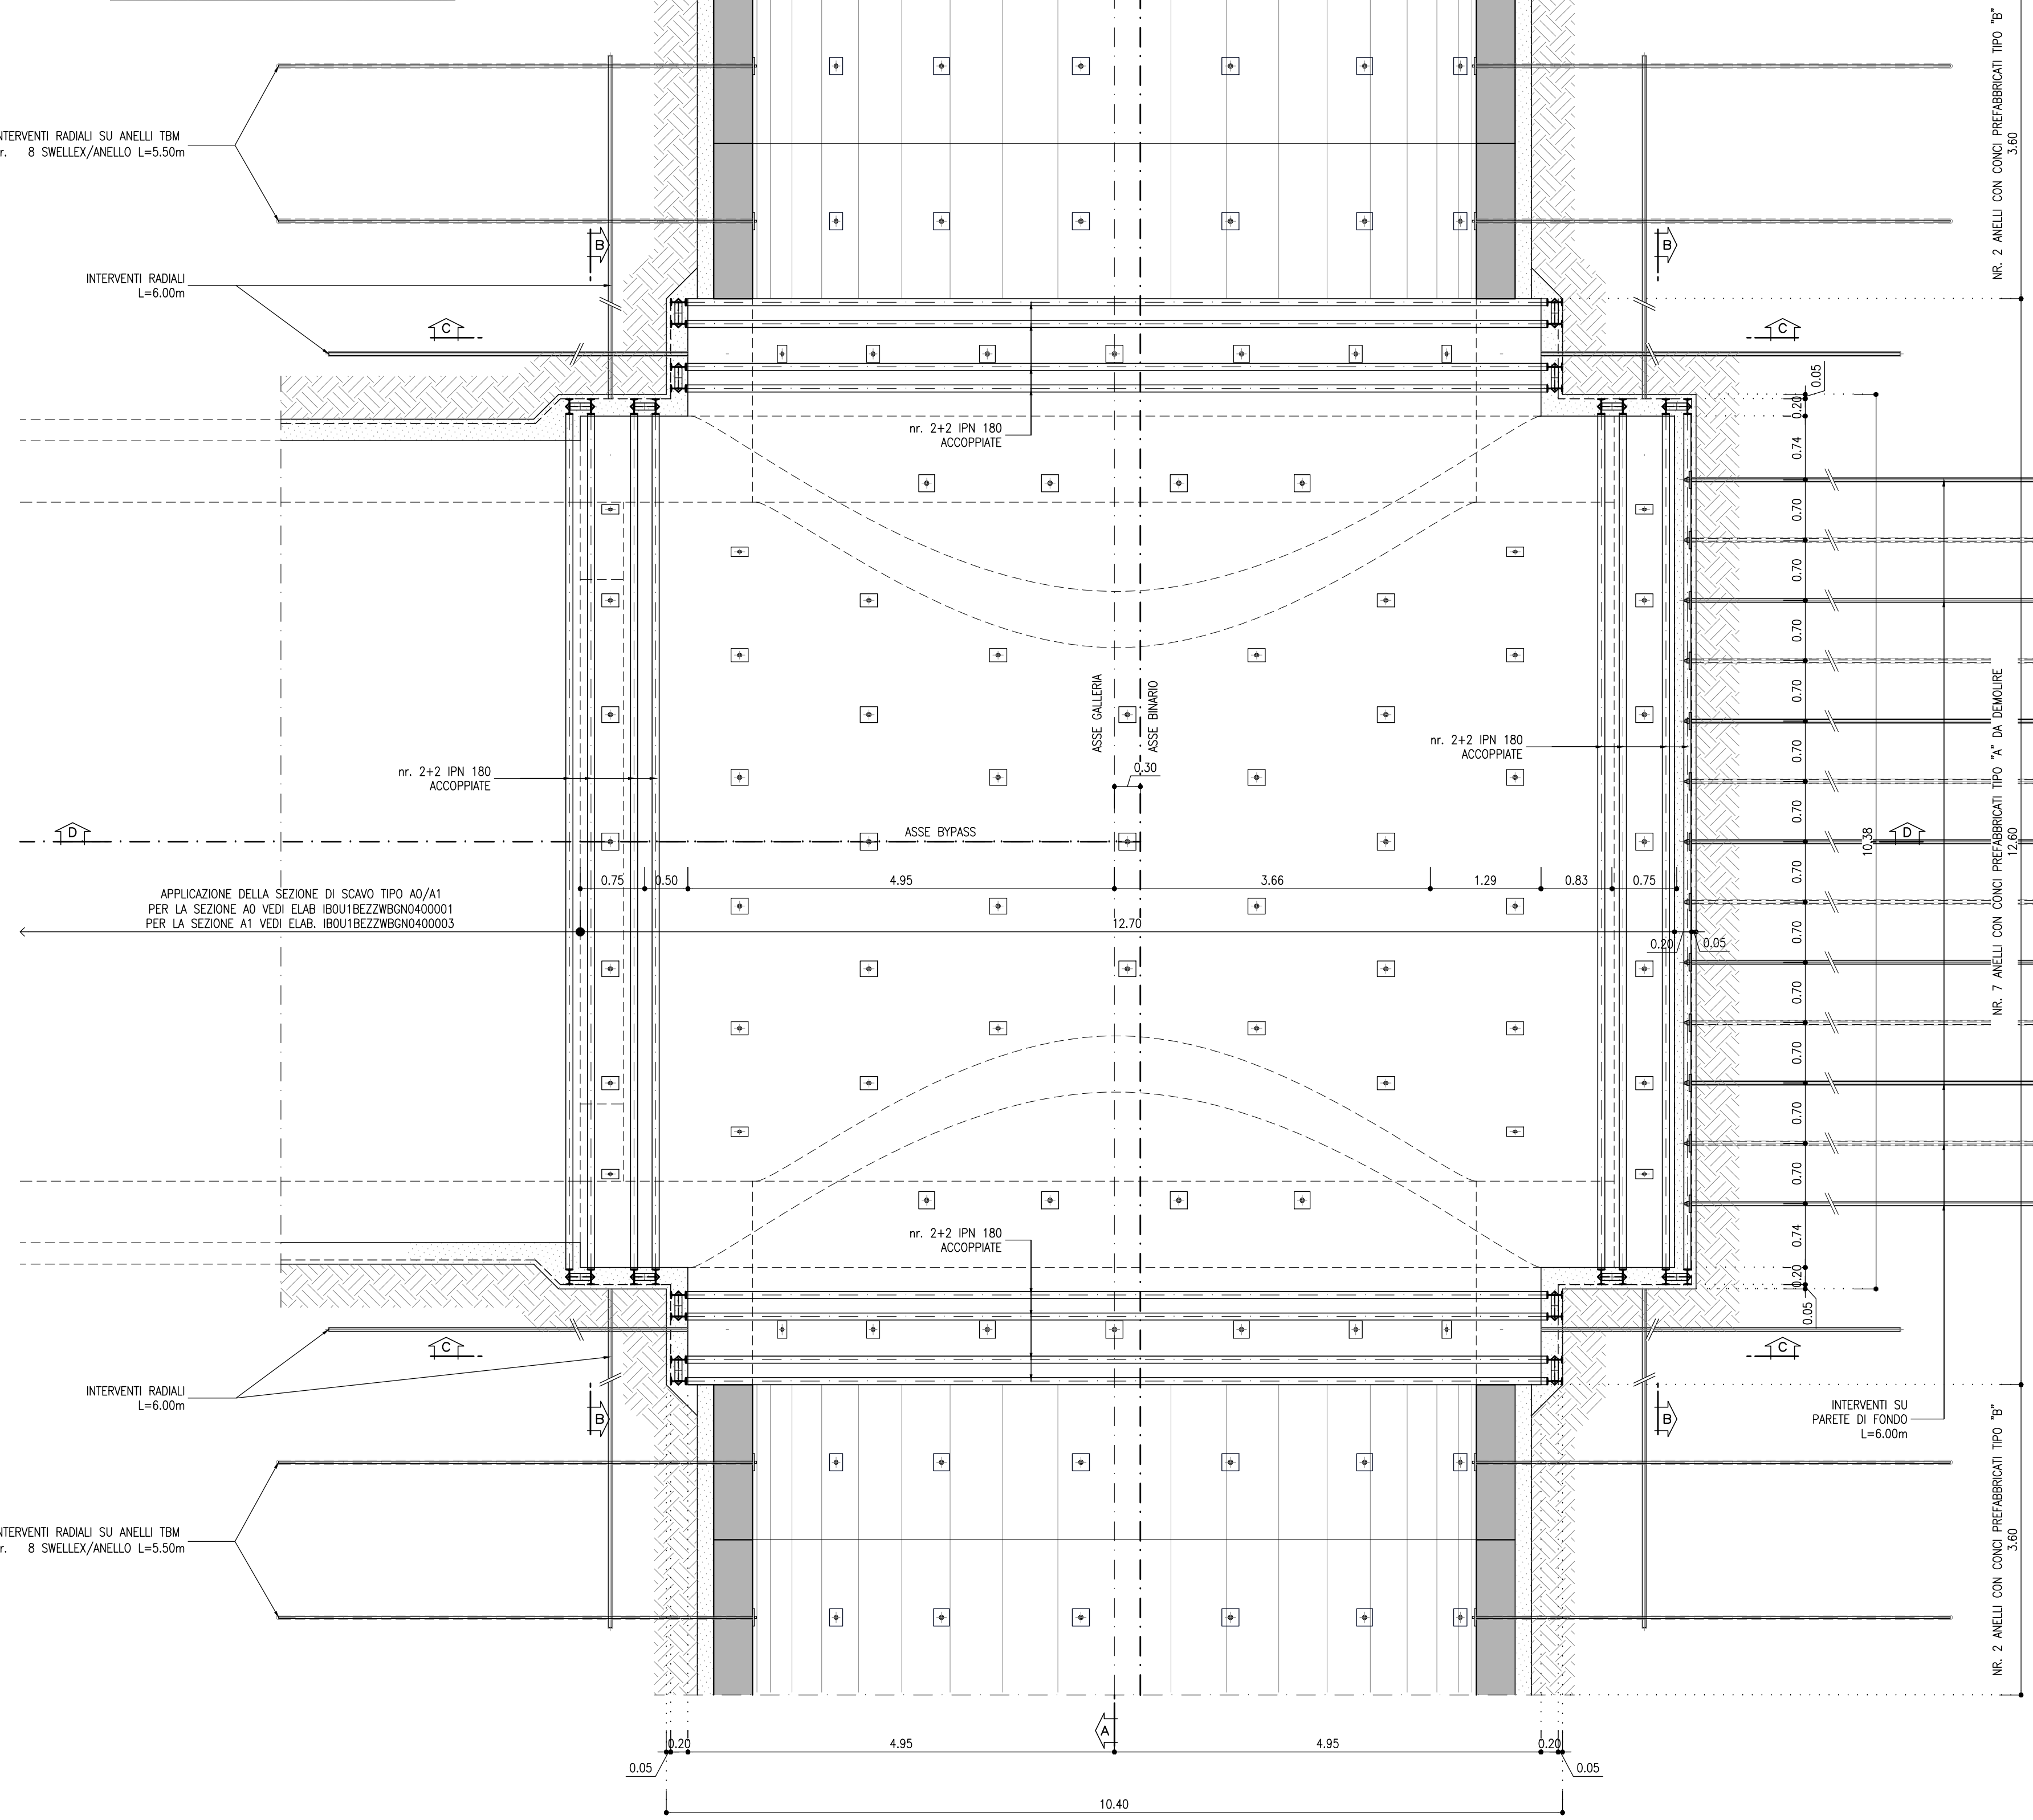 NR. 2 ANELLI CON CONCI PREFABBRICATI TIPO "B"
3.60
NTERVENTI RADIALI SU ANELLI TBM
r. 8 SWELLEX/ANELLO L=5.50m
B
B
INTERVENTI RADIALI
L=6.00m
C
C
0.05
0.20
nr. 2+2 IPN 180
ACCOPPIATE
0.74
0.70
0.70
0.70
0.70
0.70
0.70
0.70
0.70
0.70
0.70
0.70
0.70
0.74
0.20
0.05
10.38
NR. 7 ANELLI CON CONCI PREFABBRICATI TIPO "A" DA DEMOLIRE
12.60
ASSE GALLERIA
ASSE BINARIO
0.30
nr. 2+2 IPN 180
ACCOPPIATE
nr. 2+2 IPN 180
ACCOPPIATE
D
ASSE BYPASS
D
0.75
0.50
4.95
3.66
1.29
0.83
0.75
APPLICAZIONE DELLA SEZIONE DI SCAVO TIPO A0/A1
PER LA SEZIONE A0 VEDI ELAB IB0U1BEZZWBGN0400001
PER LA SEZIONE A1 VEDI ELAB. IB0U1BEZZWBGN0400003
12.70
0.20
0.05
nr. 2+2 IPN 180
ACCOPPIATE
C
C
INTERVENTI RADIALI
L=6.00m
B
B
INTERVENTI SU
PARETE DI FONDO
L=6.00m
NTERVENTI RADIALI SU ANELLI TBM
r. 8 SWELLEX/ANELLO L=5.50m
NR. 2 ANELLI CON CONCI PREFABBRICATI TIPO "B"
3.60
A
0.20
4.95
4.95
0.20
0.05
0.05
10.40